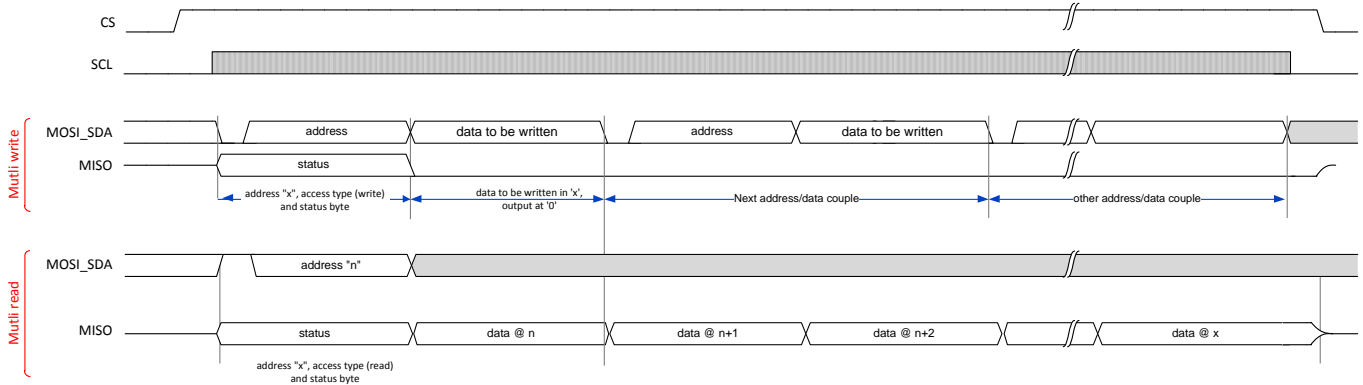 CS
SCL
Mutli write
MOSI_SDA
address
data to be written
address
data to be written
MISO
status
address "x", access type (write)
and status byte
data to be written in 'x',
output at '0'
Next address/data couple
other address/data couple
Mutli read
MOSI_SDA
address "n"
MISO
status
data @ n
data @ n+1
data @ n+2
data @ x
address "x", access type (read)
and status byte